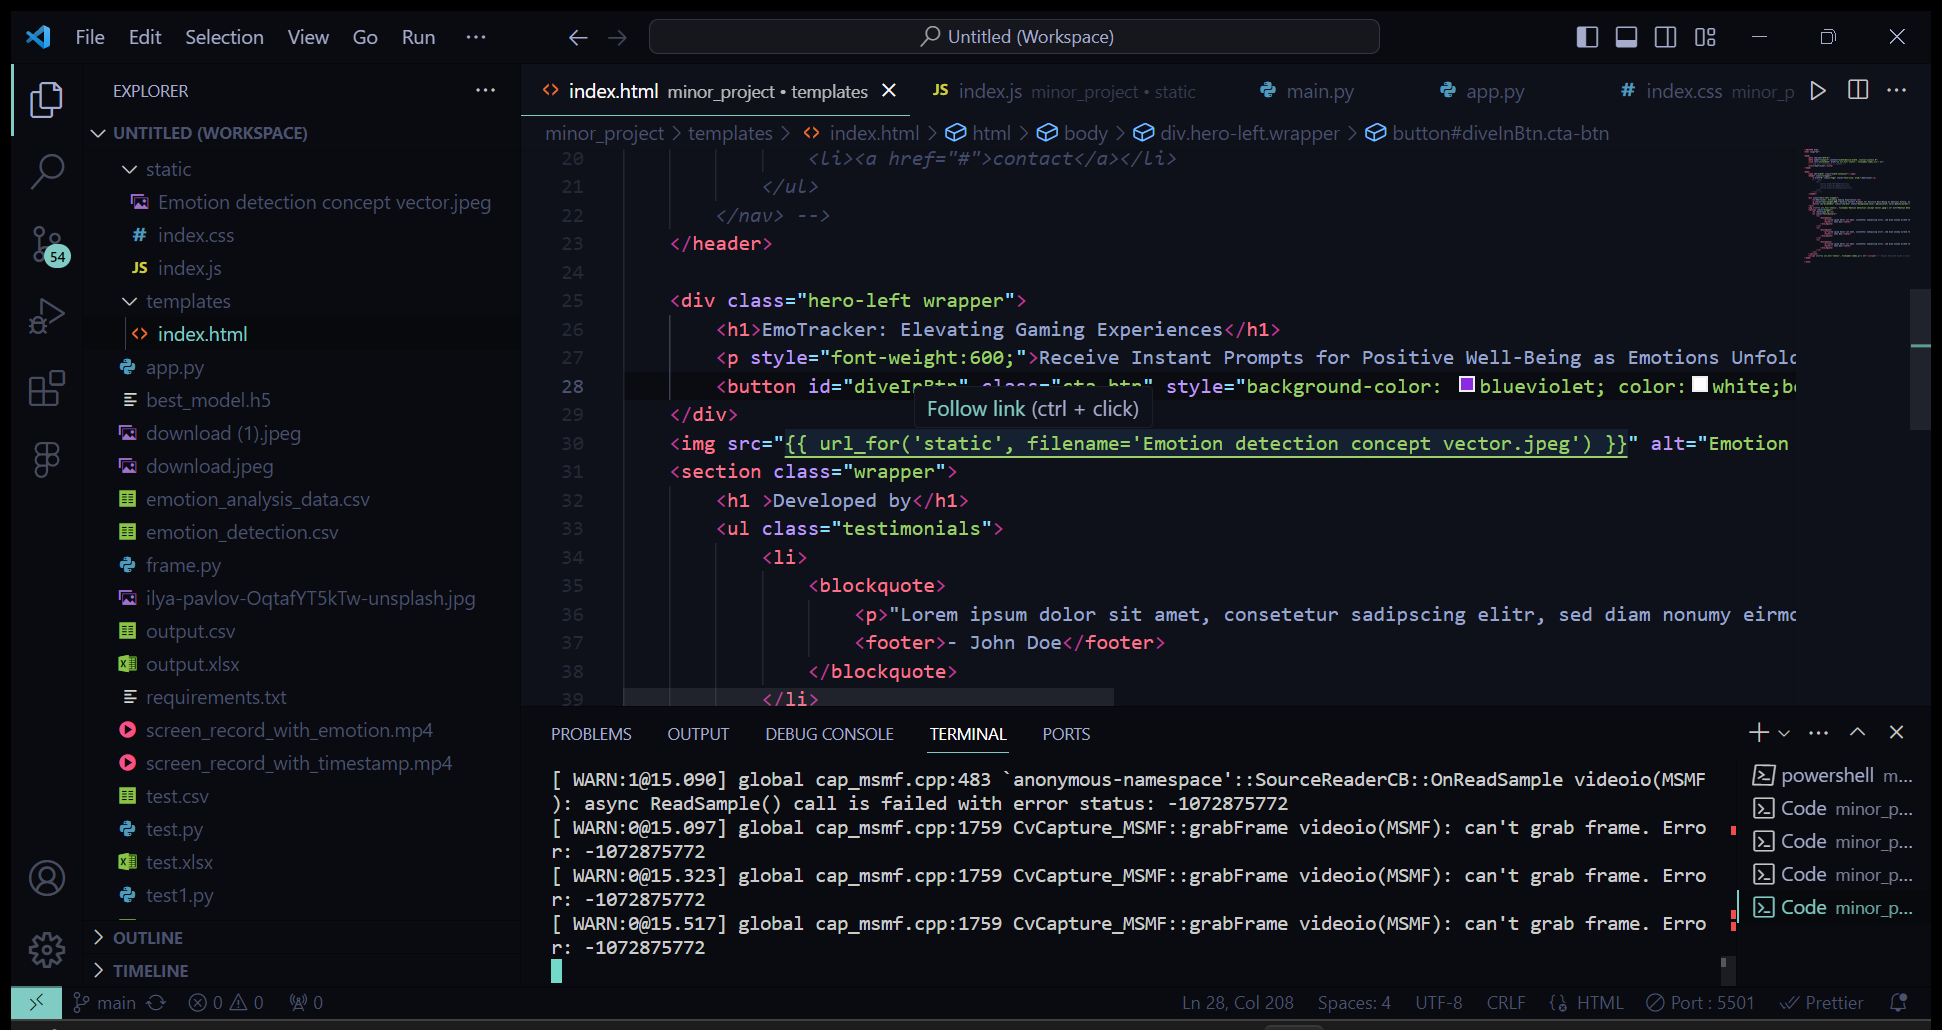 File Edit Selection View Go Run ···
Untitled (Workspace)
EXPLORER
UNTITLED (WORKSPACE)
static
Emotion detection concept vector.jpeg
# index.css
JS index.js
templates
<> index.html
app.py
best_model.h5
download (1).jpeg
download.jpeg
emotion_analysis_data.csv
emotion_detection.csv
frame.py
ilya-pavlov-OqtafYT5kTw-unsplash.jpg
output.csv
output.xlsx
requirements.txt
screen_record_with_emotion.mp4
screen_record_with_timestamp.mp4
test.csv
test.py
test.xlsx
test1.py
OUTLINE
TIMELINE
54
<> index.html minor_project • templates
JS index.js minor_project • static
main.py
app.py
# index.css minor_p
minor_project > templates > <> index.html > html > body > div.hero-left.wrapper > button#diveInBtn.cta-btn
20 <li><a href="#">contact</a></li>
21 </ul>
22 </nav> -->
23 </header>
24
25 <div class="hero-left wrapper">
26 <h1>EmoTracker: Elevating Gaming Experiences</h1>
27 <p style="font-weight:600;">Receive Instant Prompts for Positive Well-Being as Emotions Unfold
28 <button id="diveInBtn" class="cta-btn" style="background-color: blueviolet; color: white;bo
Follow link (ctrl + click)
29 </div>
30 <img src="{{ url_for('static', filename='Emotion detection concept vector.jpeg') }}" alt="Emotion
31 <section class="wrapper">
32 <h1 >Developed by</h1>
33 <ul class="testimonials">
34 <li>
35 <blockquote>
36 <p>"Lorem ipsum dolor sit amet, consetetur sadipscing elitr, sed diam nonumy eirmo
37 <footer>- John Doe</footer>
38 </blockquote>
39 </li>
PROBLEMS OUTPUT DEBUG CONSOLE TERMINAL PORTS
[ WARN:1@15.090] global cap_msmf.cpp:483 `anonymous-namespace'::SourceReaderCB::OnReadSample videoio(MSMF
): async ReadSample() call is failed with error status: -1072875772
[ WARN:0@15.097] global cap_msmf.cpp:1759 CvCapture_MSMF::grabFrame videoio(MSMF): can't grab frame. Erro
r: -1072875772
[ WARN:0@15.323] global cap_msmf.cpp:1759 CvCapture_MSMF::grabFrame videoio(MSMF): can't grab frame. Erro
r: -1072875772
[ WARN:0@15.517] global cap_msmf.cpp:1759 CvCapture_MSMF::grabFrame videoio(MSMF): can't grab frame. Erro
r: -1072875772
powershell m...
Code minor_p...
Code minor_p...
Code minor_p...
Code minor_p...
main 0 0 0 Ln 28, Col 208 Spaces: 4 UTF-8 CRLF HTML Port : 5501 Prettier